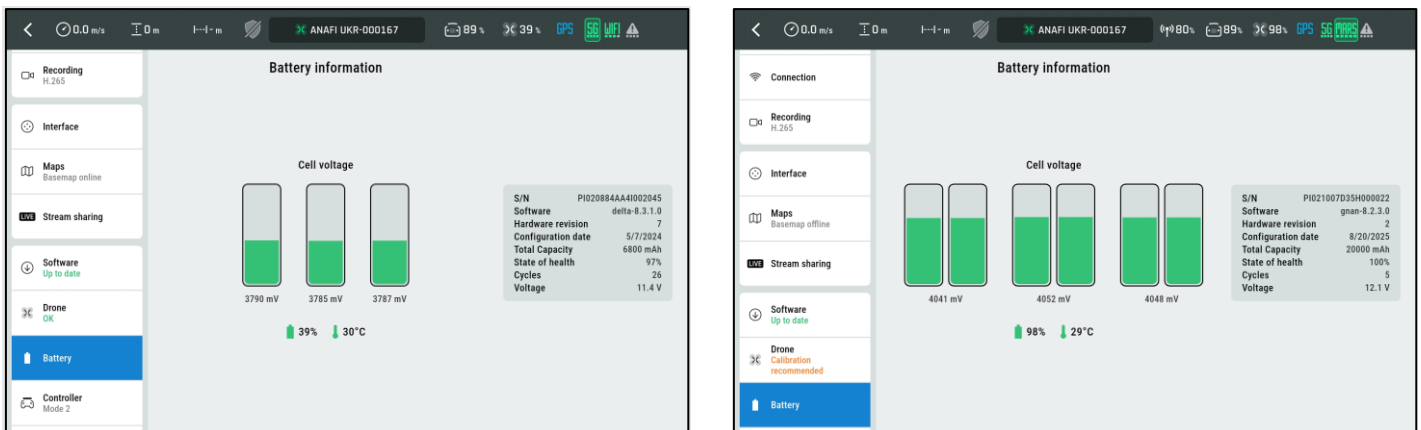 0.0 m/s 0 m - m ANAFI UKR-000167 89 % 39 % GPS 5G WIFI
Recording
H.265
Interface
Maps
Basemap online
LIVE Stream sharing
Software
Up to date
Drone
OK
Battery
Controller
Mode 2
Battery information
Cell voltage
3790 mV 3785 mV 3787 mV
39% 30°C
S/N PI020884AA4I002045
Software delta-8.3.1.0
Hardware revision 7
Configuration date 5/7/2024
Total Capacity 6800 mAh
State of health 97%
Cycles 26
Voltage 11.4 V
0.0 m/s 0 m - m ANAFI UKR-000167 80% 89% 98% GPS 5G MARS
Connection
Recording
H.265
Interface
Maps
Basemap offline
LIVE Stream sharing
Software
Up to date
Drone
Calibration
recommended
Battery
Battery information
Cell voltage
4041 mV 4052 mV 4048 mV
98% 29°C
S/N PI021007D35H000022
Software gnan-8.2.3.0
Hardware revision 2
Configuration date 8/20/2025
Total Capacity 20000 mAh
State of health 100%
Cycles 5
Voltage 12.1 V